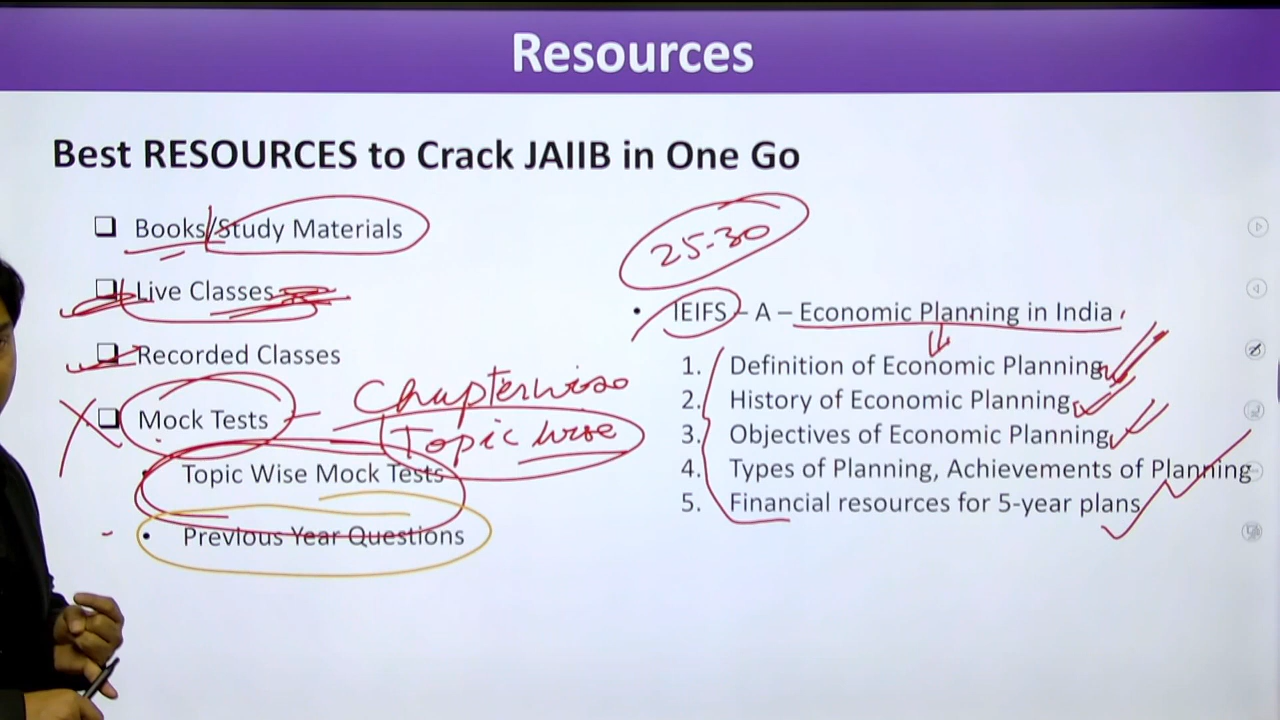 Resources
Best RESOURCES to Crack JAIIB in One Go
Books/Study Materials
Live Classes
Recorded Classes
Mock Tests
Chapterwise
Topic wise
Topic Wise Mock Tests
Previous Year Questions
25-30
IEIFS – A – Economic Planning in India
1. Definition of Economic Planning
2. History of Economic Planning
3. Objectives of Economic Planning
4. Types of Planning, Achievements of Planning
5. Financial resources for 5-year plans